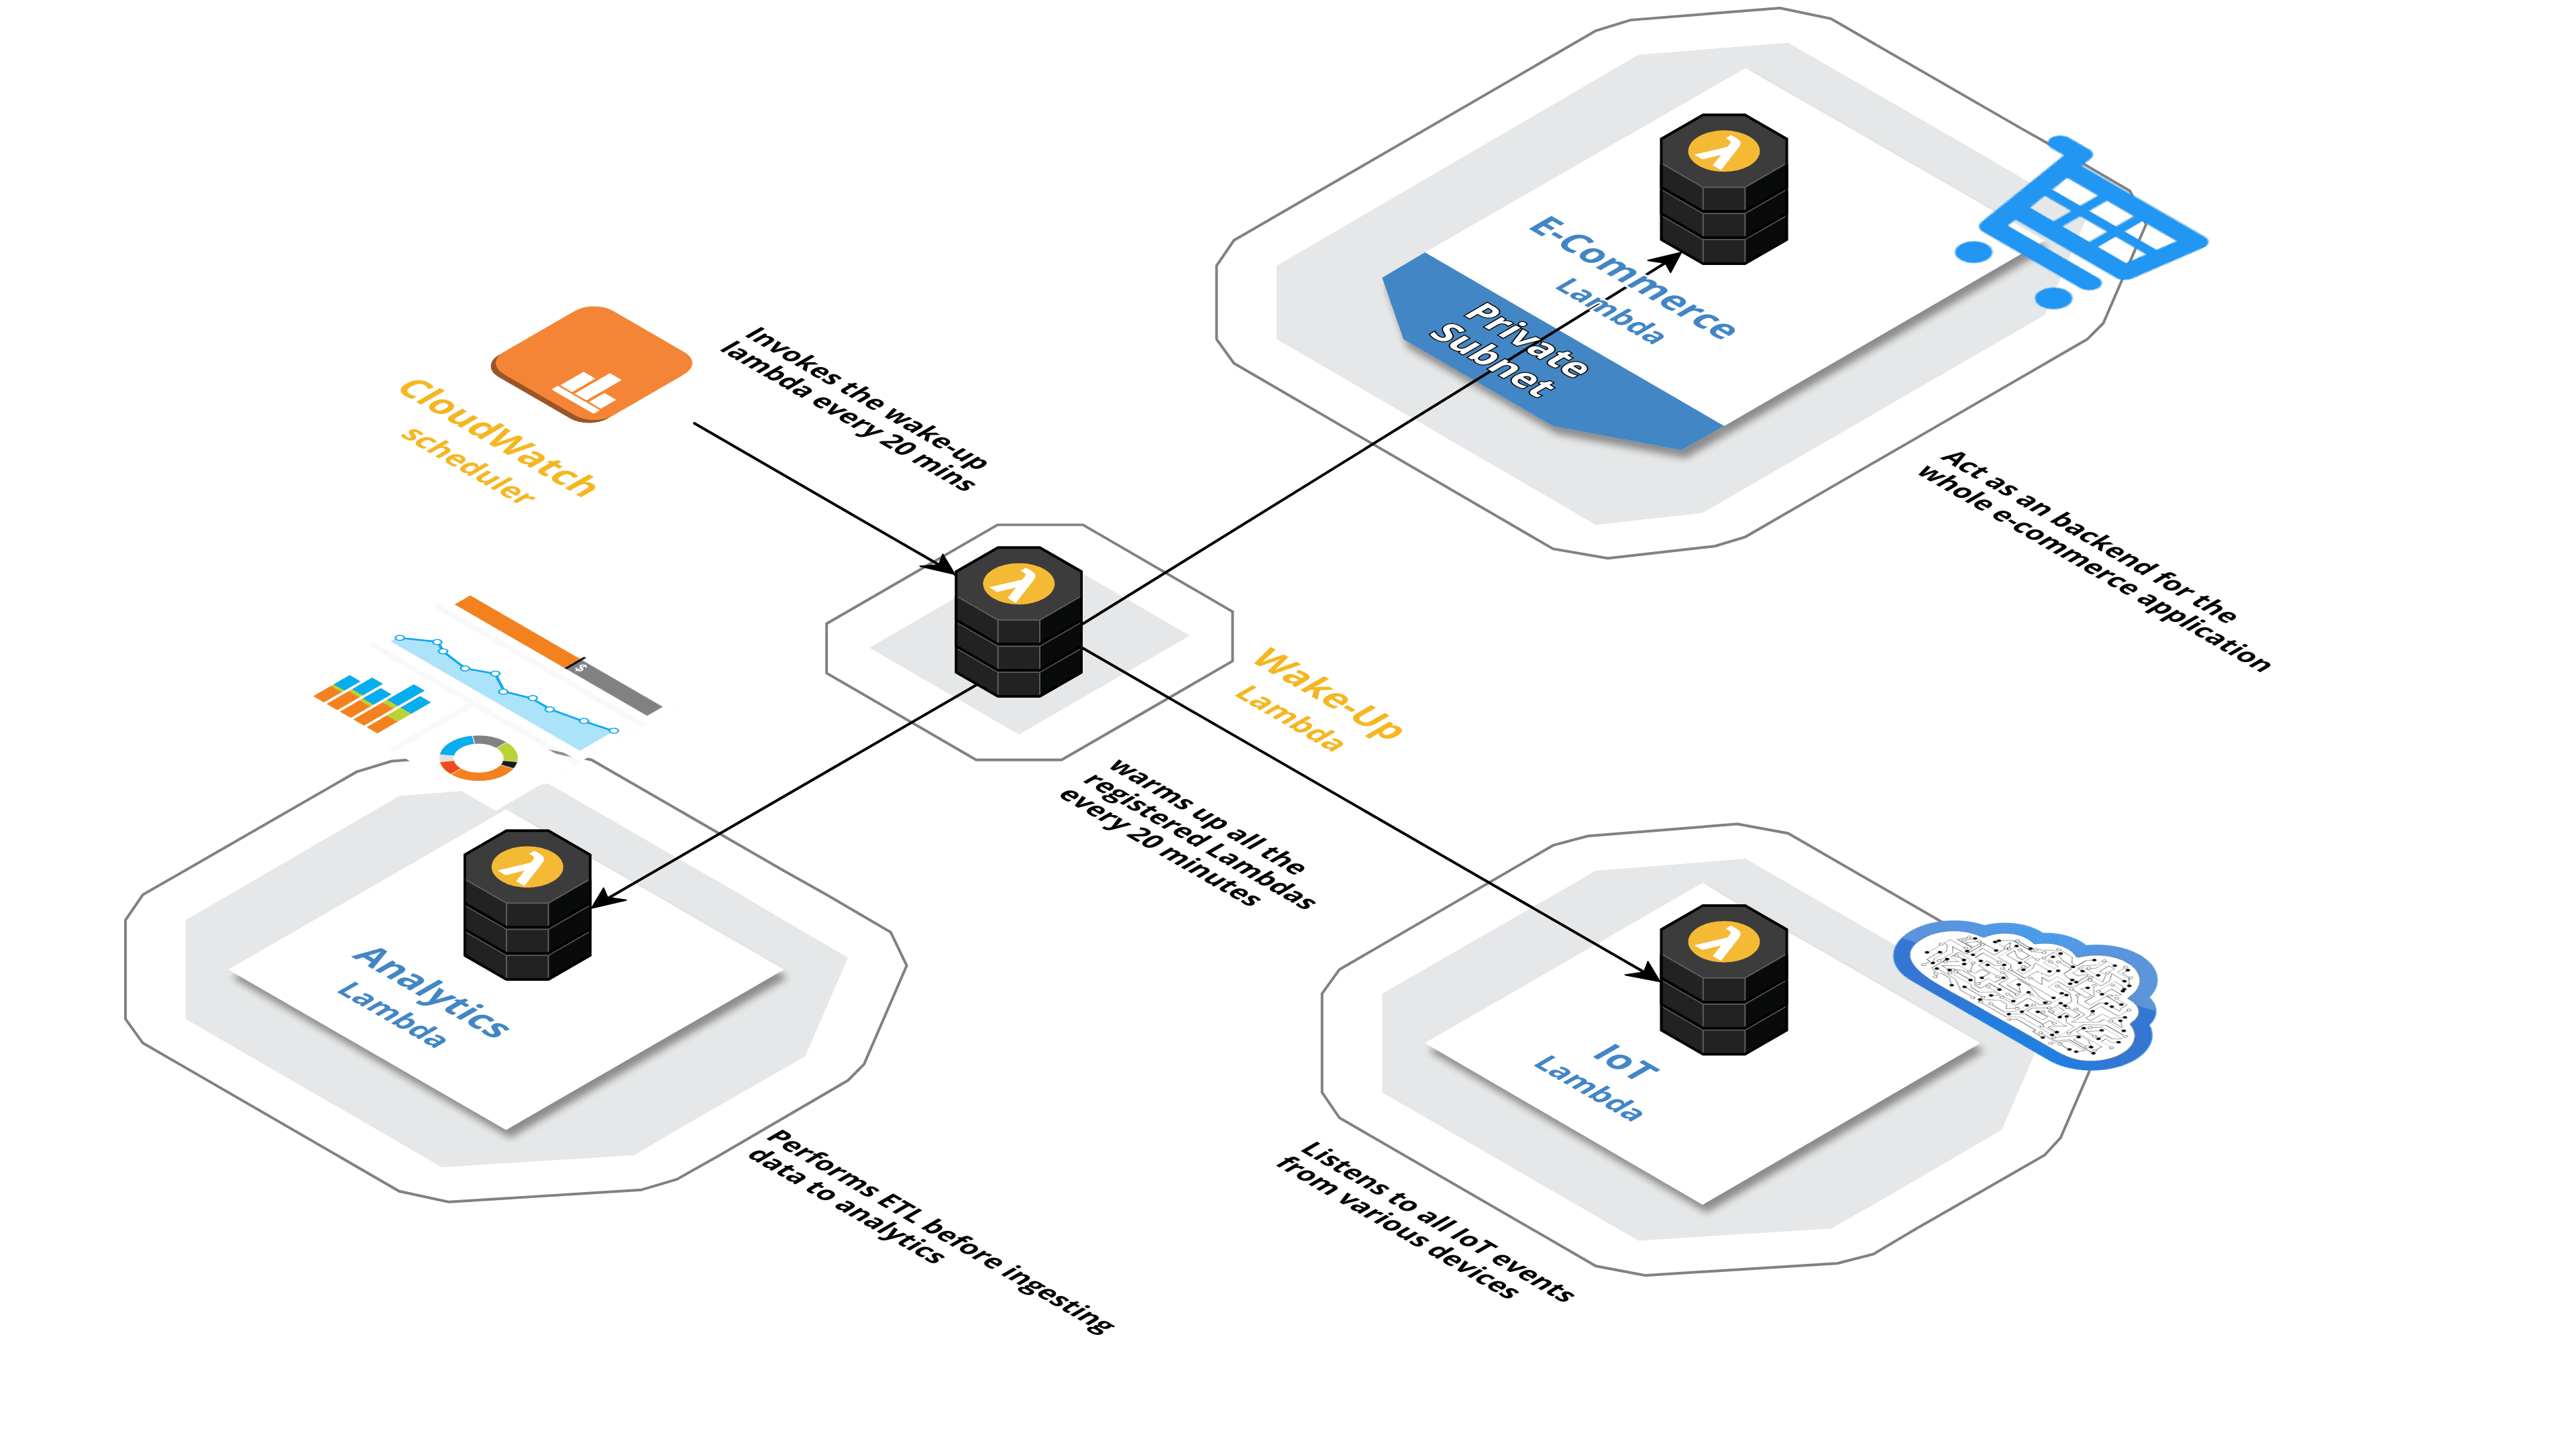 E-Commerce
Lambda
Private
Subnet
Invokes the wake-up
lambda every 20 mins
CloudWatch
scheduler
Act as an backend for the
whole e-commerce application
$
Wake-Up
Lambda
warms up all the
registered Lambdas
every 20 minutes
Analytics
Lambda
IoT
Lambda
Performs ETL before ingesting
data to analytics
Listens to all IoT events
from various devices